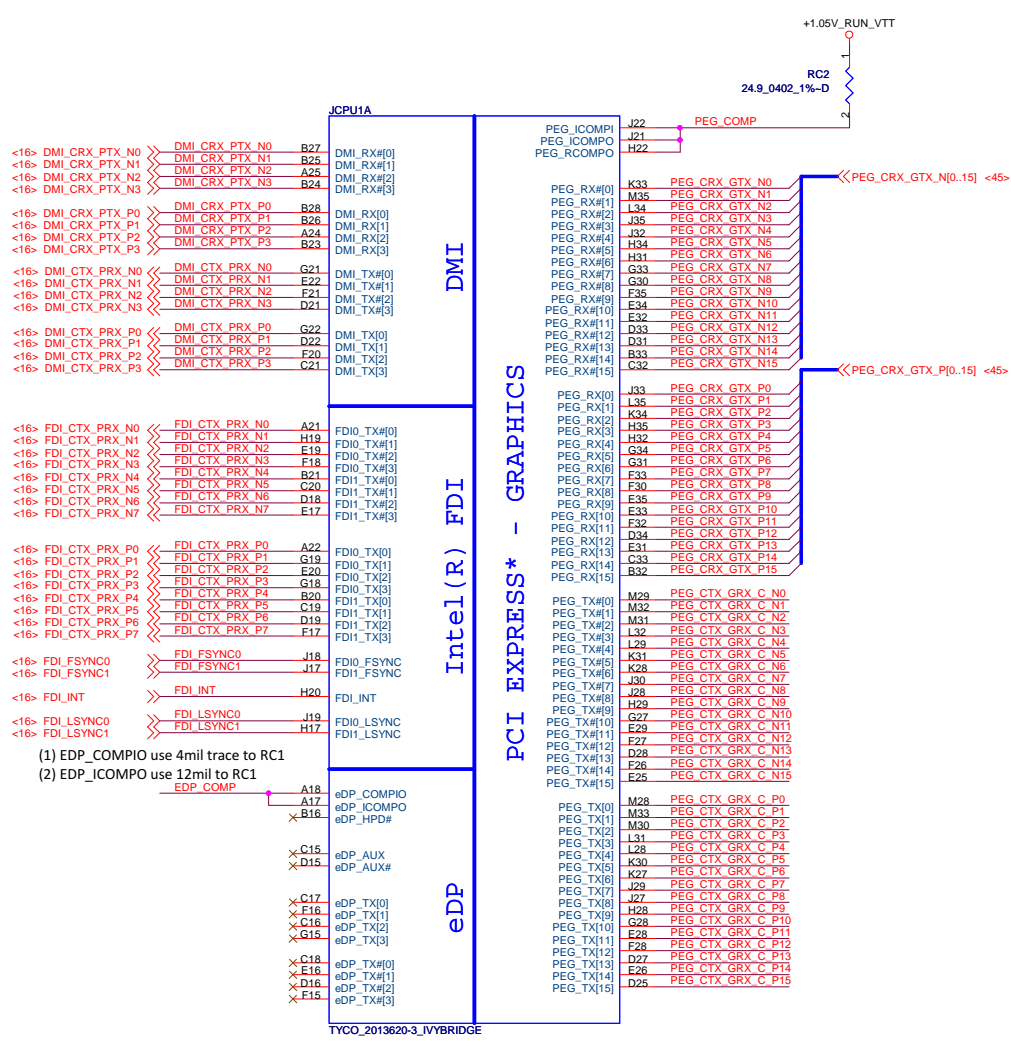 +1.05V_RUN_VTT
1
RC2
24.9_0402_1%~D
2
JCPU1A
<16> DMI_CRX_PTX_N0 DMI_CRX_PTX_N0 B27 DMI_RX#[0]
<16> DMI_CRX_PTX_N1 DMI_CRX_PTX_N1 B25 DMI_RX#[1]
<16> DMI_CRX_PTX_N2 DMI_CRX_PTX_N2 A25 DMI_RX#[2]
<16> DMI_CRX_PTX_N3 DMI_CRX_PTX_N3 B24 DMI_RX#[3]
<16> DMI_CRX_PTX_P0 DMI_CRX_PTX_P0 B28 DMI_RX[0]
<16> DMI_CRX_PTX_P1 DMI_CRX_PTX_P1 B26 DMI_RX[1]
<16> DMI_CRX_PTX_P2 DMI_CRX_PTX_P2 A24 DMI_RX[2]
<16> DMI_CRX_PTX_P3 DMI_CRX_PTX_P3 B23 DMI_RX[3]
<16> DMI_CTX_PRX_N0 DMI_CTX_PRX_N0 G21 DMI_TX#[0]
<16> DMI_CTX_PRX_N1 DMI_CTX_PRX_N1 E22 DMI_TX#[1]
<16> DMI_CTX_PRX_N2 DMI_CTX_PRX_N2 F21 DMI_TX#[2]
<16> DMI_CTX_PRX_N3 DMI_CTX_PRX_N3 D21 DMI_TX#[3]
<16> DMI_CTX_PRX_P0 DMI_CTX_PRX_P0 G22 DMI_TX[0]
<16> DMI_CTX_PRX_P1 DMI_CTX_PRX_P1 D22 DMI_TX[1]
<16> DMI_CTX_PRX_P2 DMI_CTX_PRX_P2 F20 DMI_TX[2]
<16> DMI_CTX_PRX_P3 DMI_CTX_PRX_P3 C21 DMI_TX[3]
DMI
<16> FDI_CTX_PRX_N0 FDI_CTX_PRX_N0 A21 FDI0_TX#[0]
<16> FDI_CTX_PRX_N1 FDI_CTX_PRX_N1 H19 FDI0_TX#[1]
<16> FDI_CTX_PRX_N2 FDI_CTX_PRX_N2 E19 FDI0_TX#[2]
<16> FDI_CTX_PRX_N3 FDI_CTX_PRX_N3 F18 FDI0_TX#[3]
<16> FDI_CTX_PRX_N4 FDI_CTX_PRX_N4 B21 FDI1_TX#[0]
<16> FDI_CTX_PRX_N5 FDI_CTX_PRX_N5 C20 FDI1_TX#[1]
<16> FDI_CTX_PRX_N6 FDI_CTX_PRX_N6 D18 FDI1_TX#[2]
<16> FDI_CTX_PRX_N7 FDI_CTX_PRX_N7 E17 FDI1_TX#[3]
<16> FDI_CTX_PRX_P0 FDI_CTX_PRX_P0 A22 FDI0_TX[0]
<16> FDI_CTX_PRX_P1 FDI_CTX_PRX_P1 G19 FDI0_TX[1]
<16> FDI_CTX_PRX_P2 FDI_CTX_PRX_P2 E20 FDI0_TX[2]
<16> FDI_CTX_PRX_P3 FDI_CTX_PRX_P3 G18 FDI0_TX[3]
<16> FDI_CTX_PRX_P4 FDI_CTX_PRX_P4 B20 FDI1_TX[0]
<16> FDI_CTX_PRX_P5 FDI_CTX_PRX_P5 C19 FDI1_TX[1]
<16> FDI_CTX_PRX_P6 FDI_CTX_PRX_P6 D19 FDI1_TX[2]
<16> FDI_CTX_PRX_P7 FDI_CTX_PRX_P7 F17 FDI1_TX[3]
<16> FDI_FSYNC0 FDI_FSYNC0 J18 FDI0_FSYNC
<16> FDI_FSYNC1 FDI_FSYNC1 J17 FDI1_FSYNC
<16> FDI_INT FDI_INT H20 FDI_INT
<16> FDI_LSYNC0 FDI_LSYNC0 J19 FDI0_LSYNC
<16> FDI_LSYNC1 FDI_LSYNC1 H17 FDI1_LSYNC
Intel(R) FDI
(1) EDP_COMPIO use 4mil trace to RC1
(2) EDP_ICOMPO use 12mil to RC1
EDP_COMP A18 eDP_COMPIO
A17 eDP_ICOMPO
B16 eDP_HPD#
C15 eDP_AUX
D15 eDP_AUX#
C17 eDP_TX[0]
F16 eDP_TX[1]
C16 eDP_TX[2]
G15 eDP_TX[3]
C18 eDP_TX#[0]
E16 eDP_TX#[1]
D16 eDP_TX#[2]
F15 eDP_TX#[3]
eDP
PCI EXPRESS* - GRAPHICS
PEG_ICOMPI J22 PEG_COMP
PEG_ICOMPO J21
PEG_RCOMPO H22
PEG_RX#[0] K33 PEG_CRX_GTX_N0 PEG_CRX_GTX_N[0..15] <45>
PEG_RX#[1] M35 PEG_CRX_GTX_N1
PEG_RX#[2] L34 PEG_CRX_GTX_N2
PEG_RX#[3] J35 PEG_CRX_GTX_N3
PEG_RX#[4] J32 PEG_CRX_GTX_N4
PEG_RX#[5] H34 PEG_CRX_GTX_N5
PEG_RX#[6] H31 PEG_CRX_GTX_N6
PEG_RX#[7] G33 PEG_CRX_GTX_N7
PEG_RX#[8] G30 PEG_CRX_GTX_N8
PEG_RX#[9] F35 PEG_CRX_GTX_N9
PEG_RX#[10] E34 PEG_CRX_GTX_N10
PEG_RX#[11] E32 PEG_CRX_GTX_N11
PEG_RX#[12] D33 PEG_CRX_GTX_N12
PEG_RX#[13] D31 PEG_CRX_GTX_N13
PEG_RX#[14] B33 PEG_CRX_GTX_N14
PEG_RX#[15] C32 PEG_CRX_GTX_N15
PEG_RX[0] J33 PEG_CRX_GTX_P0 PEG_CRX_GTX_P[0..15] <45>
PEG_RX[1] L35 PEG_CRX_GTX_P1
PEG_RX[2] K34 PEG_CRX_GTX_P2
PEG_RX[3] H35 PEG_CRX_GTX_P3
PEG_RX[4] H32 PEG_CRX_GTX_P4
PEG_RX[5] G34 PEG_CRX_GTX_P5
PEG_RX[6] G31 PEG_CRX_GTX_P6
PEG_RX[7] F33 PEG_CRX_GTX_P7
PEG_RX[8] F30 PEG_CRX_GTX_P8
PEG_RX[9] E35 PEG_CRX_GTX_P9
PEG_RX[10] E33 PEG_CRX_GTX_P10
PEG_RX[11] F32 PEG_CRX_GTX_P11
PEG_RX[12] D34 PEG_CRX_GTX_P12
PEG_RX[13] E31 PEG_CRX_GTX_P13
PEG_RX[14] C33 PEG_CRX_GTX_P14
PEG_RX[15] B32 PEG_CRX_GTX_P15
PEG_TX#[0] M29 PEG_CTX_GRX_C_N0
PEG_TX#[1] M32 PEG_CTX_GRX_C_N1
PEG_TX#[2] M31 PEG_CTX_GRX_C_N2
PEG_TX#[3] L32 PEG_CTX_GRX_C_N3
PEG_TX#[4] L29 PEG_CTX_GRX_C_N4
PEG_TX#[5] K31 PEG_CTX_GRX_C_N5
PEG_TX#[6] K28 PEG_CTX_GRX_C_N6
PEG_TX#[7] J30 PEG_CTX_GRX_C_N7
PEG_TX#[8] J28 PEG_CTX_GRX_C_N8
PEG_TX#[9] H29 PEG_CTX_GRX_C_N9
PEG_TX#[10] G27 PEG_CTX_GRX_C_N10
PEG_TX#[11] E29 PEG_CTX_GRX_C_N11
PEG_TX#[12] F27 PEG_CTX_GRX_C_N12
PEG_TX#[13] D28 PEG_CTX_GRX_C_N13
PEG_TX#[14] F26 PEG_CTX_GRX_C_N14
PEG_TX#[15] E25 PEG_CTX_GRX_C_N15
PEG_TX[0] M28 PEG_CTX_GRX_C_P0
PEG_TX[1] M33 PEG_CTX_GRX_C_P1
PEG_TX[2] M30 PEG_CTX_GRX_C_P2
PEG_TX[3] L31 PEG_CTX_GRX_C_P3
PEG_TX[4] L28 PEG_CTX_GRX_C_P4
PEG_TX[5] K30 PEG_CTX_GRX_C_P5
PEG_TX[6] K27 PEG_CTX_GRX_C_P6
PEG_TX[7] J29 PEG_CTX_GRX_C_P7
PEG_TX[8] J27 PEG_CTX_GRX_C_P8
PEG_TX[9] H28 PEG_CTX_GRX_C_P9
PEG_TX[10] G28 PEG_CTX_GRX_C_P10
PEG_TX[11] E28 PEG_CTX_GRX_C_P11
PEG_TX[12] F28 PEG_CTX_GRX_C_P12
PEG_TX[13] D27 PEG_CTX_GRX_C_P13
PEG_TX[14] E26 PEG_CTX_GRX_C_P14
PEG_TX[15] D25 PEG_CTX_GRX_C_P15
TYCO_2013620-3_IVYBRIDGE